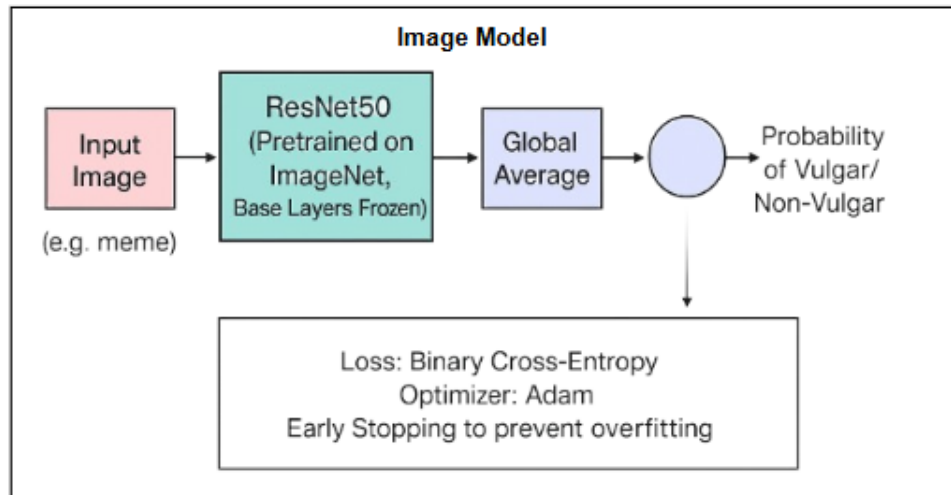 Image Model
Input
Image
(e.g. meme)
ResNet50
(Pretrained on
ImageNet,
Base Layers Frozen)
Global
Average
Probability
of Vulgar/
Non-Vulgar
Loss: Binary Cross-Entropy
Optimizer: Adam
Early Stopping to prevent overfitting